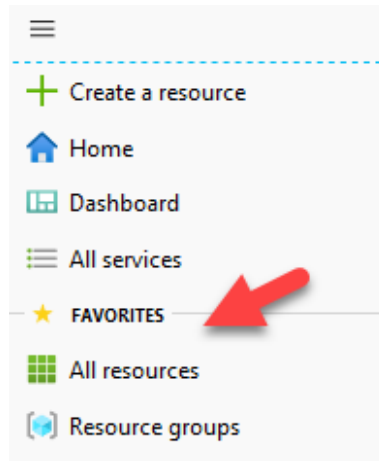 Create a resource
Home
Dashboard
All services
FAVORITES
All resources
Resource groups